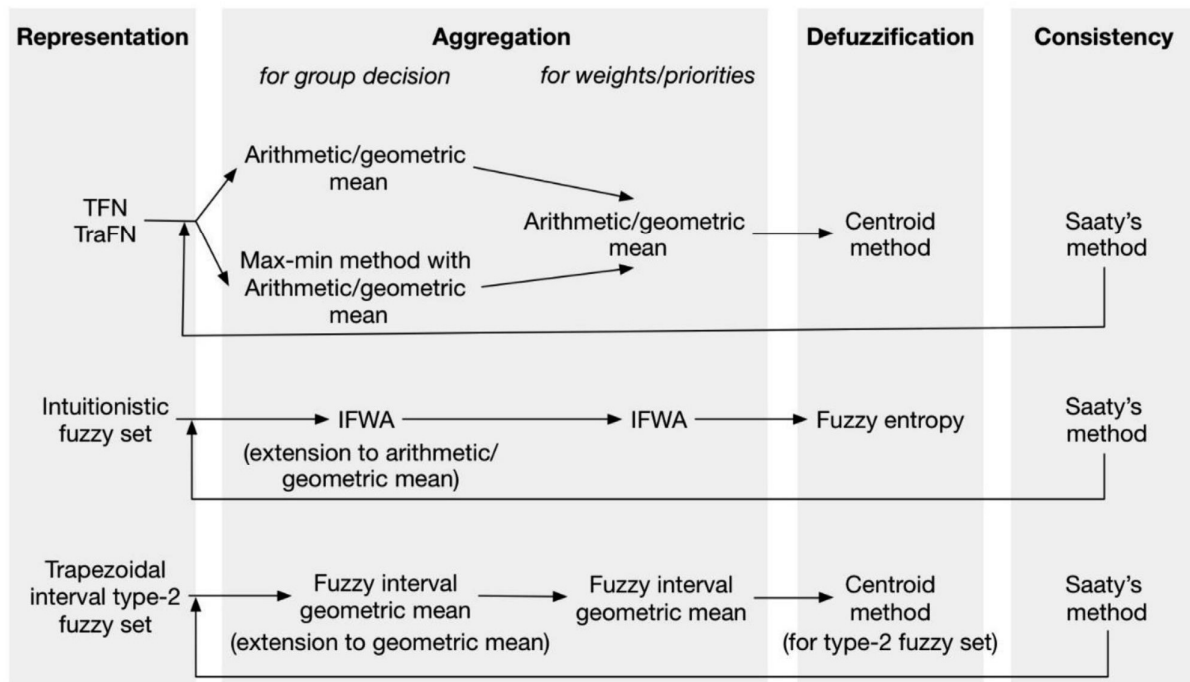 Representation
Aggregation
Defuzzification
Consistency
for group decision
for weights/priorities
TFN
TraFN
Arithmetic/geometric
mean
Max-min method with
Arithmetic/geometric
mean
Arithmetic/geometric
mean
Centroid
method
Saaty's
method
Intuitionistic
fuzzy set
IFWA
(extension to arithmetic/
geometric mean)
IFWA
Fuzzy entropy
Saaty's
method
Trapezoidal
interval type-2
fuzzy set
Fuzzy interval
geometric mean
(extension to geometric mean)
Fuzzy interval
geometric mean
Centroid
method
(for type-2 fuzzy set)
Saaty's
method